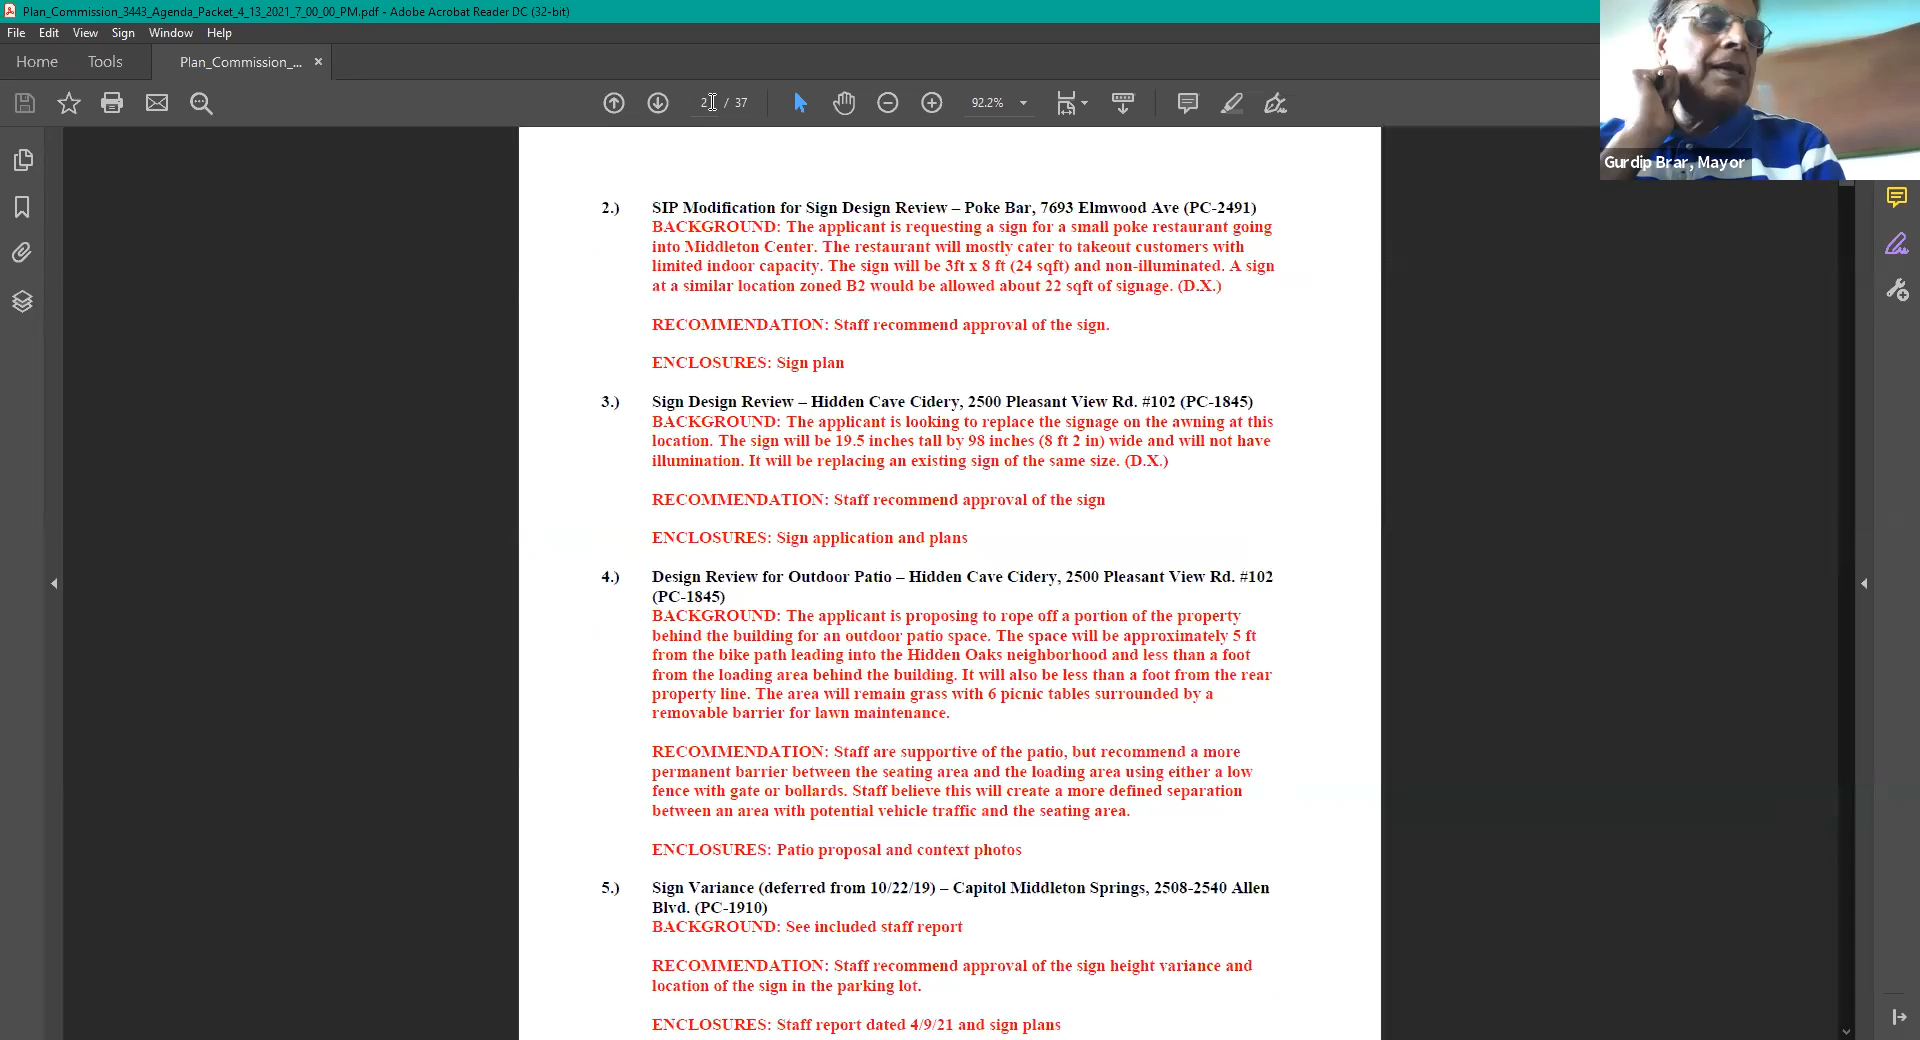 Plan_Commission_3443_Agenda_Packet_4_13_2021_7_00_00_PM.pdf - Adobe Acrobat Reader DC (32-bit)
File Edit View Sign Window Help
Home Tools Plan_Commission_... ×
2 / 37 92.2%
Gurdip Brar, Mayor
2.) SIP Modification for Sign Design Review – Poke Bar, 7693 Elmwood Ave (PC-2491)
BACKGROUND: The applicant is requesting a sign for a small poke restaurant going
into Middleton Center. The restaurant will mostly cater to takeout customers with
limited indoor capacity. The sign will be 3ft x 8 ft (24 sqft) and non-illuminated. A sign
at a similar location zoned B2 would be allowed about 22 sqft of signage. (D.X.)
RECOMMENDATION: Staff recommend approval of the sign.
ENCLOSURES: Sign plan
3.) Sign Design Review – Hidden Cave Cidery, 2500 Pleasant View Rd. #102 (PC-1845)
BACKGROUND: The applicant is looking to replace the signage on the awning at this
location. The sign will be 19.5 inches tall by 98 inches (8 ft 2 in) wide and will not have
illumination. It will be replacing an existing sign of the same size. (D.X.)
RECOMMENDATION: Staff recommend approval of the sign
ENCLOSURES: Sign application and plans
4.) Design Review for Outdoor Patio – Hidden Cave Cidery, 2500 Pleasant View Rd. #102
(PC-1845)
BACKGROUND: The applicant is proposing to rope off a portion of the property
behind the building for an outdoor patio space. The space will be approximately 5 ft
from the bike path leading into the Hidden Oaks neighborhood and less than a foot
from the loading area behind the building. It will also be less than a foot from the rear
property line. The area will remain grass with 6 picnic tables surrounded by a
removable barrier for lawn maintenance.
RECOMMENDATION: Staff are supportive of the patio, but recommend a more
permanent barrier between the seating area and the loading area using either a low
fence with gate or bollards. Staff believe this will create a more defined separation
between an area with potential vehicle traffic and the seating area.
ENCLOSURES: Patio proposal and context photos
5.) Sign Variance (deferred from 10/22/19) – Capitol Middleton Springs, 2508-2540 Allen
Blvd. (PC-1910)
BACKGROUND: See included staff report
RECOMMENDATION: Staff recommend approval of the sign height variance and
location of the sign in the parking lot.
ENCLOSURES: Staff report dated 4/9/21 and sign plans